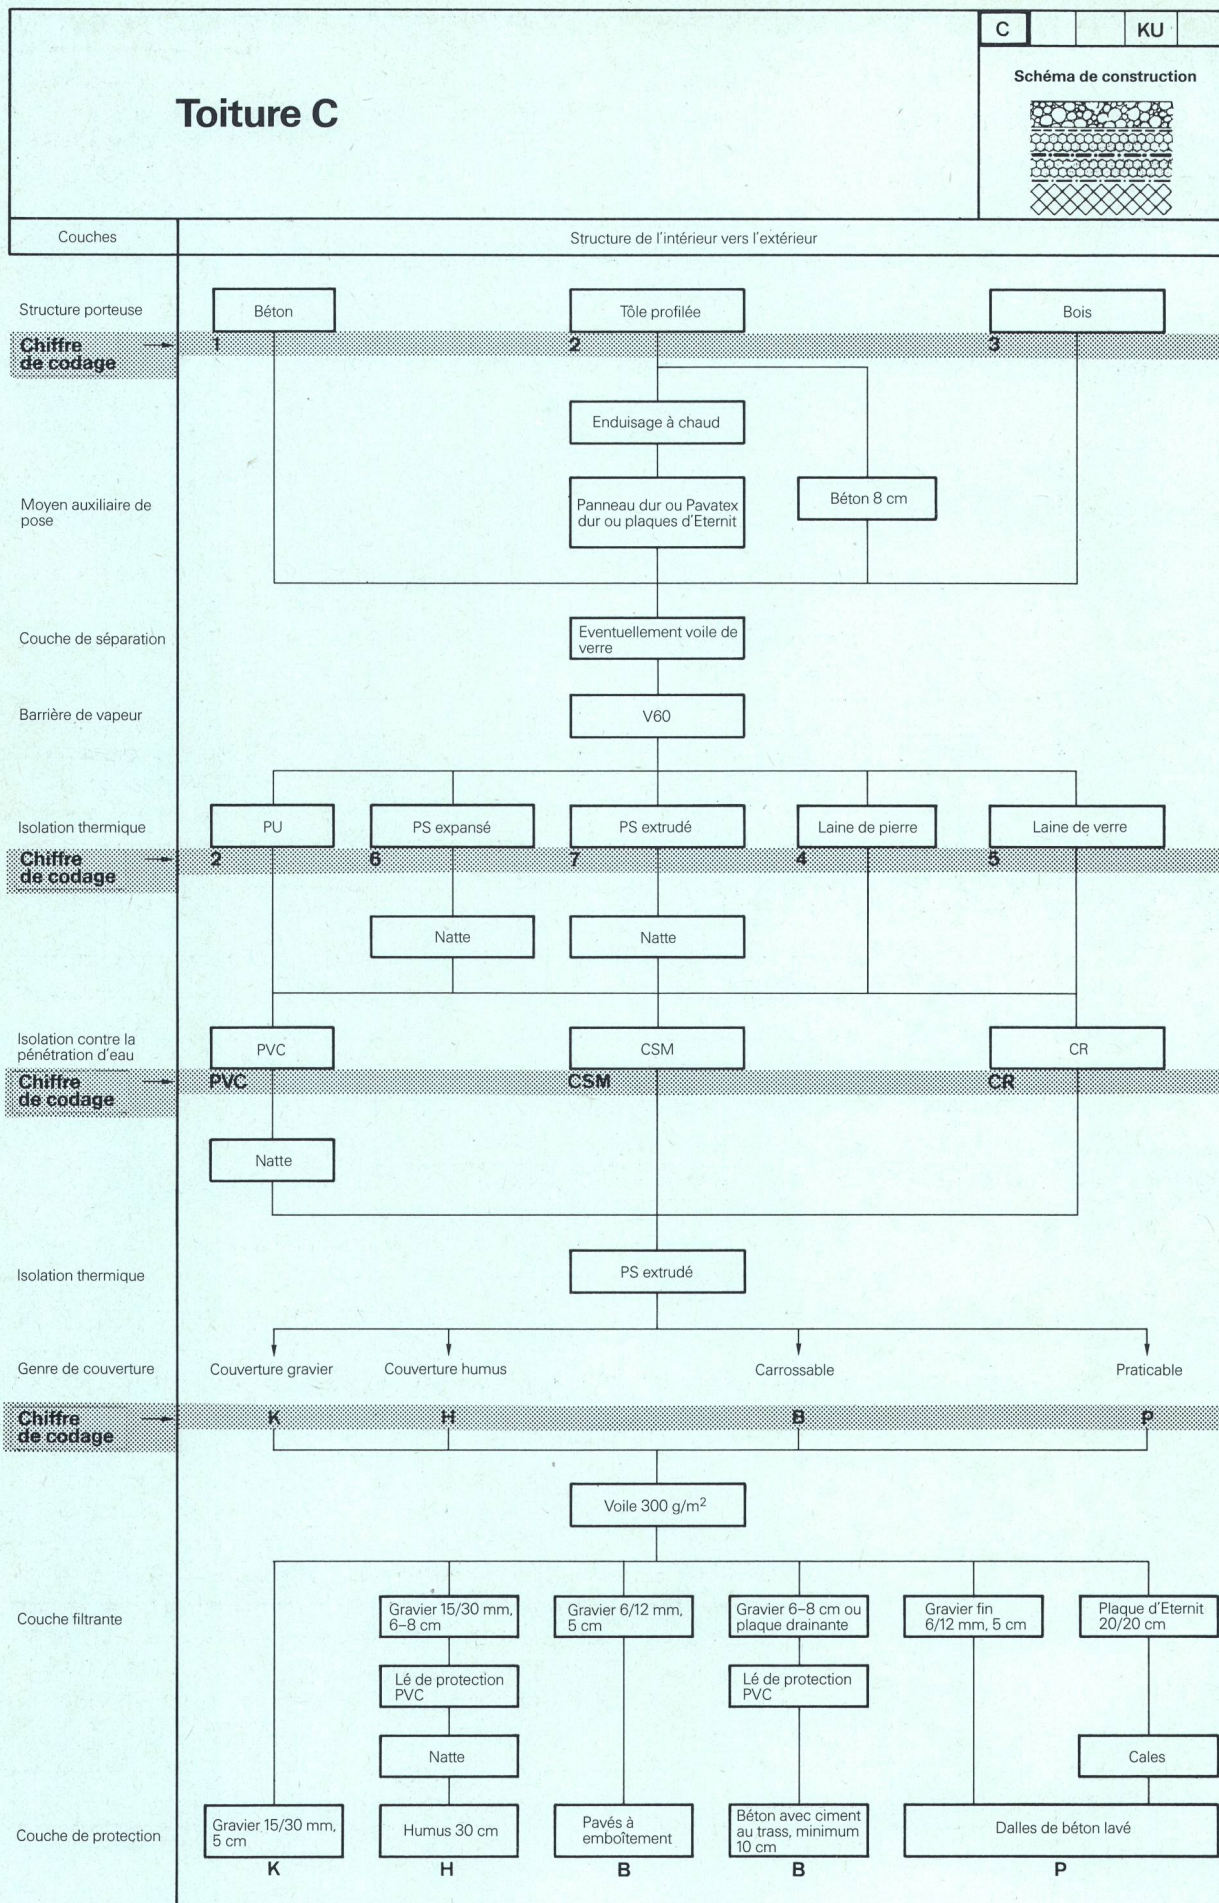 C KU
Schéma de construction
Toiture C
Couches
Structure de l'intérieur vers l'extérieur
Structure porteuse
Béton
Tôle profilée
Bois
Chiffre
de codage
1
2
3
Enduisage à chaud
Moyen auxiliaire de
pose
Panneau dur ou Pavatex
dur ou plaques d'Eternit
Béton 8 cm
Couche de séparation
Eventuellement voile de
verre
Barrière de vapeur
V60
Isolation thermique
PU
PS expansé
PS extrudé
Laine de pierre
Laine de verre
Chiffre
de codage
2
6
7
4
5
Natte
Natte
Isolation contre la
pénétration d'eau
PVC
CSM
CR
Chiffre
de codage
PVC
CSM
CR
Natte
Isolation thermique
PS extrudé
Genre de couverture
Couverture gravier
Couverture humus
Carrossable
Praticable
Chiffre
de codage
K
H
B
P
Voile 300 g/m²
Couche filtrante
Gravier 15/30 mm,
6–8 cm
Gravier 6/12 mm,
5 cm
Gravier 6–8 cm ou
plaque drainante
Gravier fin
6/12 mm, 5 cm
Plaque d'Eternit
20/20 cm
Lé de protection
PVC
Lé de protection
PVC
Natte
Cales
Couche de protection
Gravier 15/30 mm,
5 cm
Humus 30 cm
Pavés à
emboîtement
Béton avec ciment
au trass, minimum
10 cm
Dalles de béton lavé
K
H
B
B
P